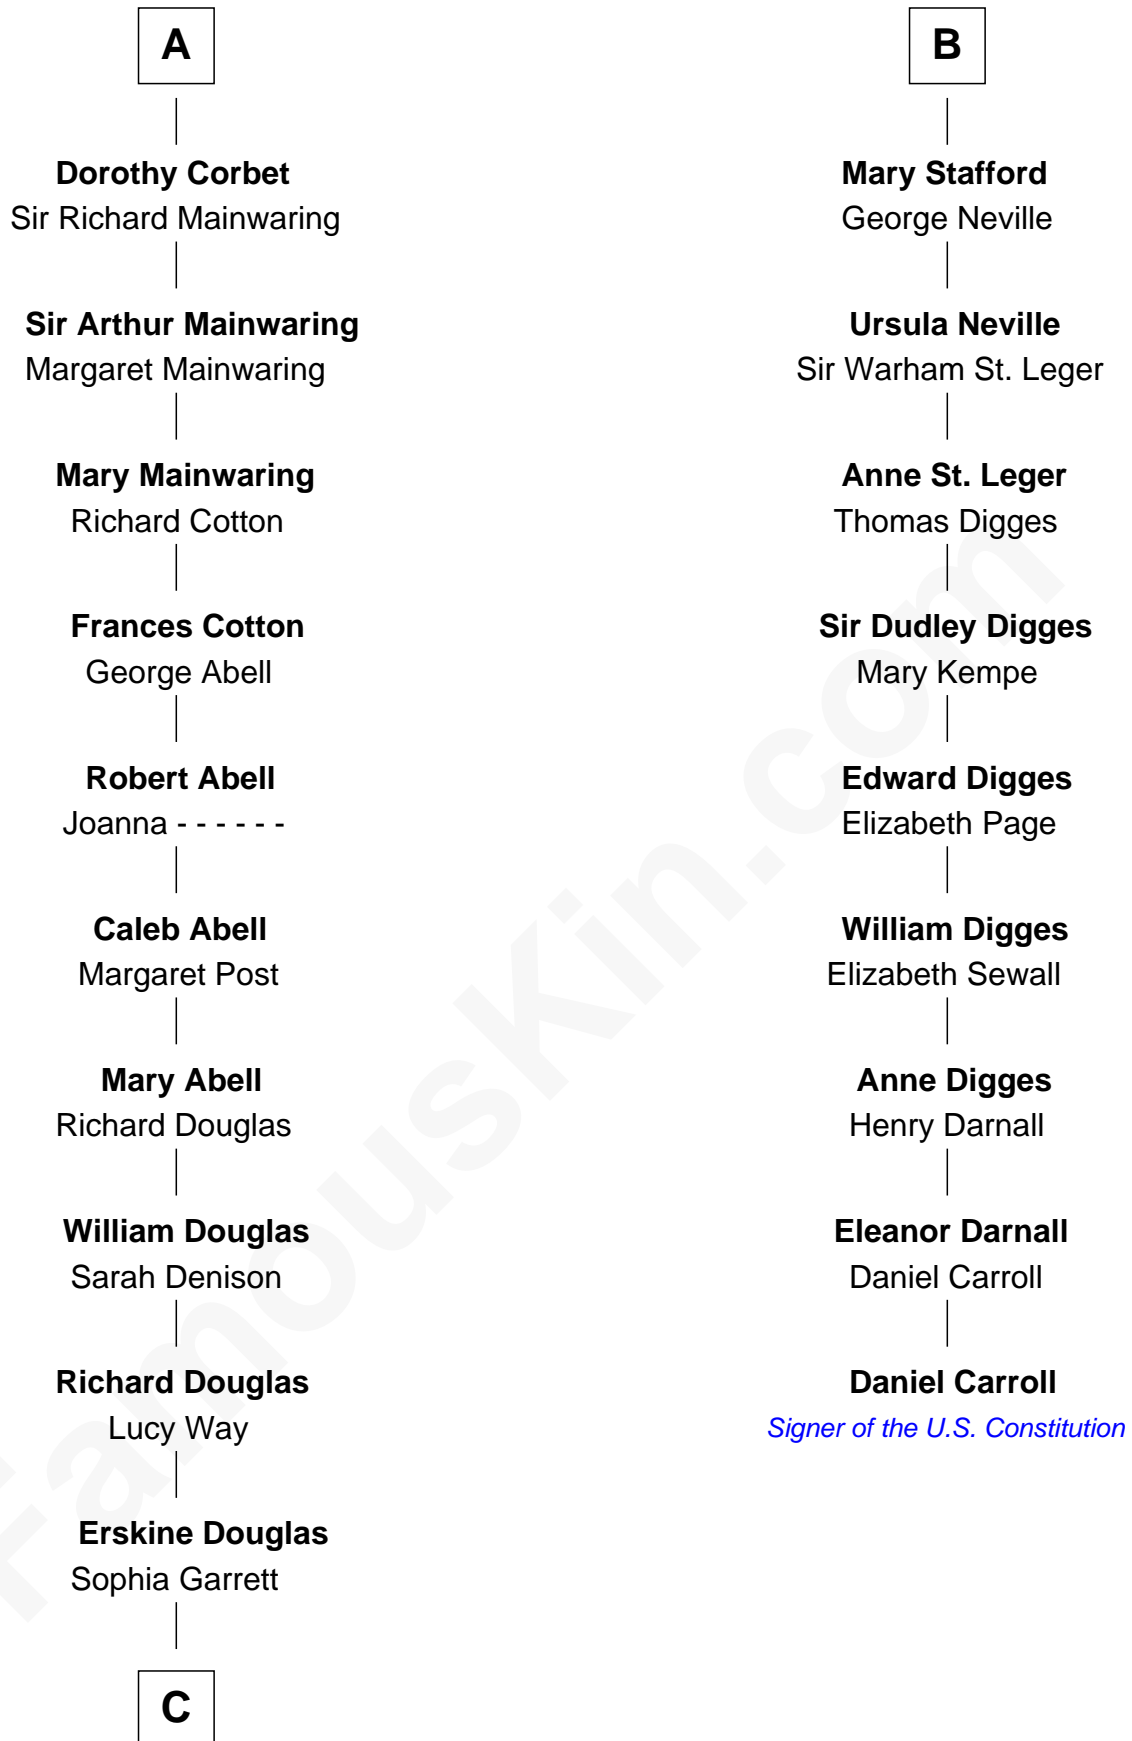 A
Dorothy Corbet
Sir Richard Mainwaring
Sir Arthur Mainwaring
Margaret Mainwaring
Mary Mainwaring
Richard Cotton
Frances Cotton
George Abell
Robert Abell
Joanna - - - - - -
Caleb Abell
Margaret Post
Mary Abell
Richard Douglas
William Douglas
Sarah Denison
Richard Douglas
Lucy Way
Erskine Douglas
Sophia Garrett
C
B
Mary Stafford
George Neville
Ursula Neville
Sir Warham St. Leger
Anne St. Leger
Thomas Digges
Sir Dudley Digges
Mary Kempe
Edward Digges
Elizabeth Page
William Digges
Elizabeth Sewall
Anne Digges
Henry Darnall
Eleanor Darnall
Daniel Carroll
Daniel Carroll
Signer of the U.S. Constitution
FamousKin.com